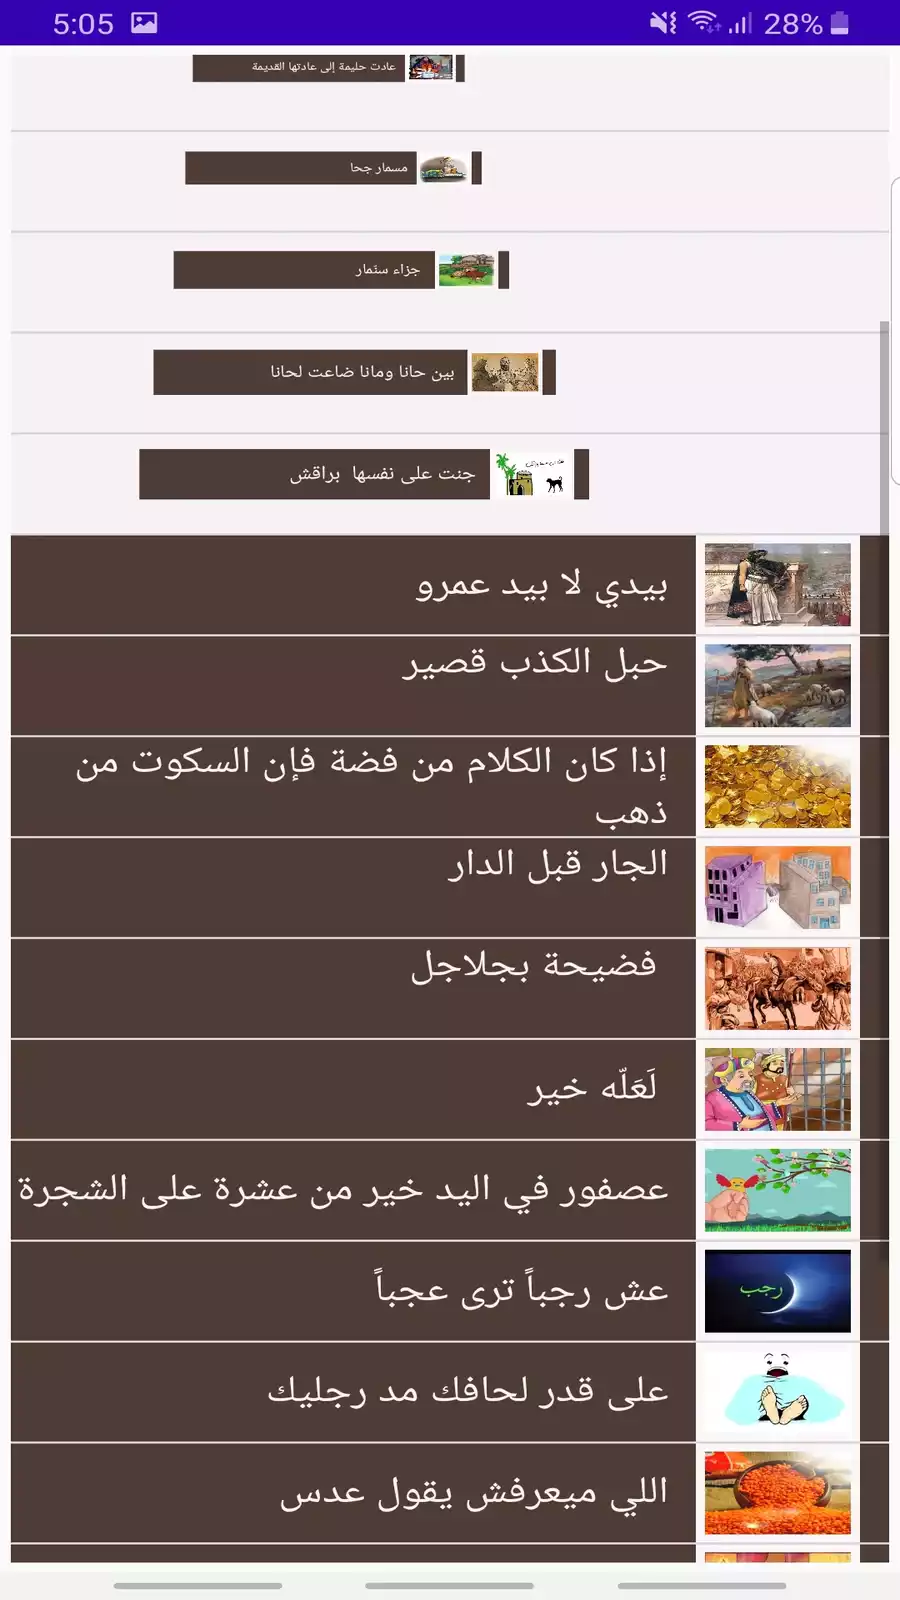 5:05
28%
عادت حليمة إلى عادتها القديمة
مسمار جحا
جزاء سنّمار
بين حانا ومانا ضاعت لحانا
جنت على نفسها براقش
بيدي لا بيد عمرو
حبل الكذب قصير
إذا كان الكلام من فضة فإن السكوت من
ذهب
الجار قبل الدار
فضيحة بجلاجل
لَعَلّه خير
عصفور في اليد خير من عشرة على الشجرة
عش رجباً ترى عجباً
رجب
على قدر لحافك مد رجليك
اللي ميعرفش يقول عدس